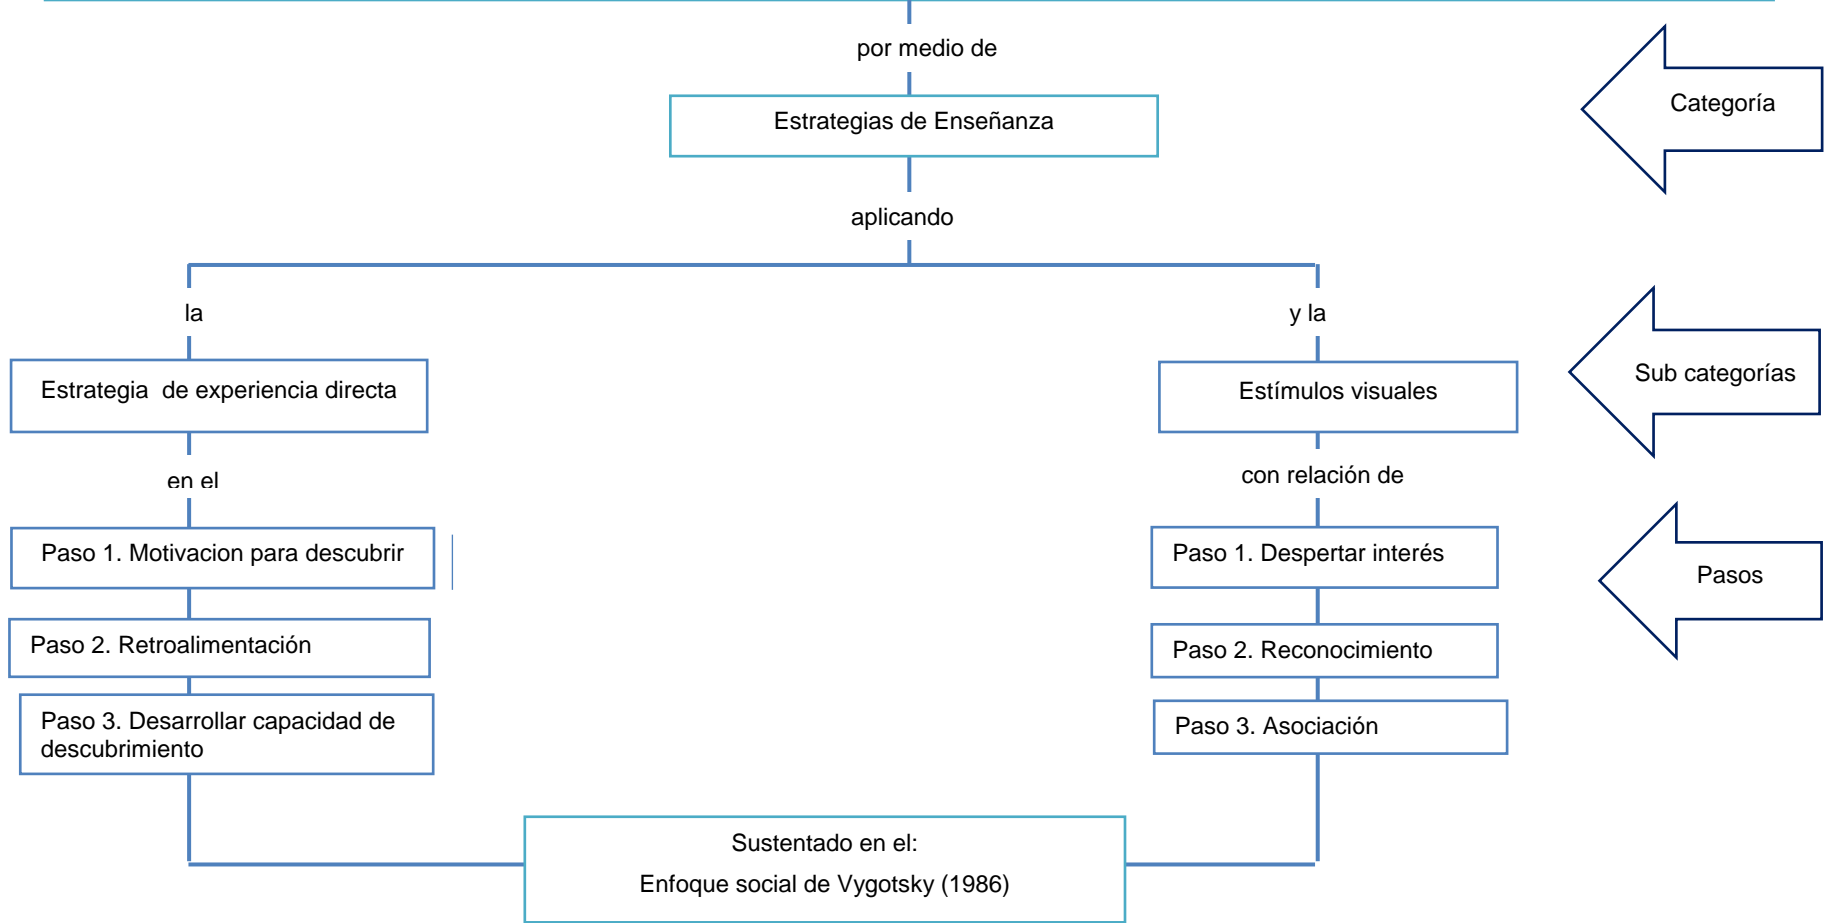 por medio de
Categoría
Estrategias de Enseñanza
aplicando
la
y la
Estrategia  de experiencia directa
Estímulos visuales
Sub categorías
en el
con relación de
Paso 1. Motivacion para descubrir
Paso 1. Despertar interés
Pasos
Paso 2. Retroalimentación
Paso 2. Reconocimiento
Paso 3. Desarrollar capacidad de
descubrimiento
Paso 3. Asociación
Sustentado en el:
Enfoque social de Vygotsky (1986)